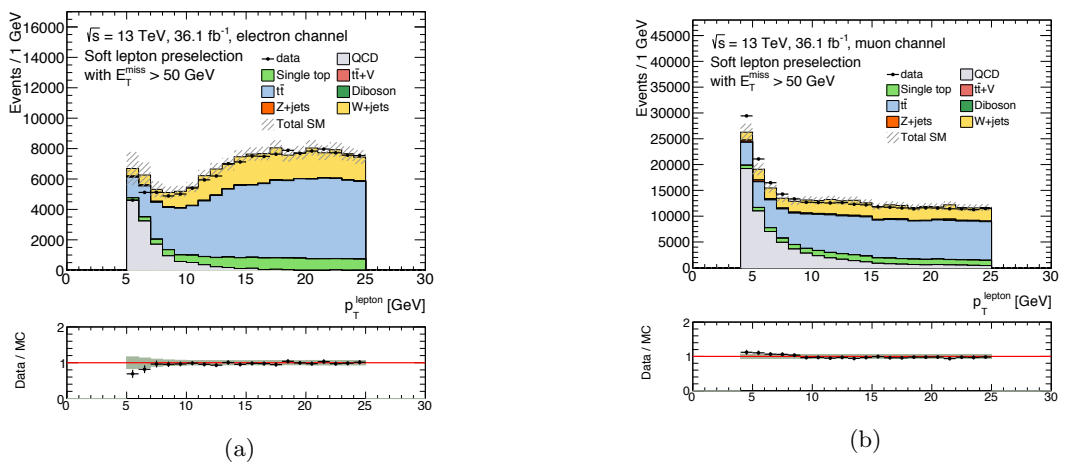 Events / 1 GeV
16000
14000
12000
10000
8000
6000
4000
2000
0
√s = 13 TeV, 36.1 fb⁻¹, electron channel
Soft lepton preselection
with E_T^miss > 50 GeV
data
QCD
Single top
tt̄+V
tt̄
Diboson
Z+jets
W+jets
Total SM
0 5 10 15 20 25 30
p_T^lepton [GeV]
Data / MC
2
1
0
0 5 10 15 20 25 30
(a)
Events / 1 GeV
45000
40000
35000
30000
25000
20000
15000
10000
5000
0
√s = 13 TeV, 36.1 fb⁻¹, muon channel
Soft lepton preselection
with E_T^miss > 50 GeV
data
QCD
Single top
tt̄+V
tt̄
Diboson
Z+jets
W+jets
Total SM
0 5 10 15 20 25 30
p_T^lepton [GeV]
Data / MC
2
1
0
0 5 10 15 20 25 30
(b)